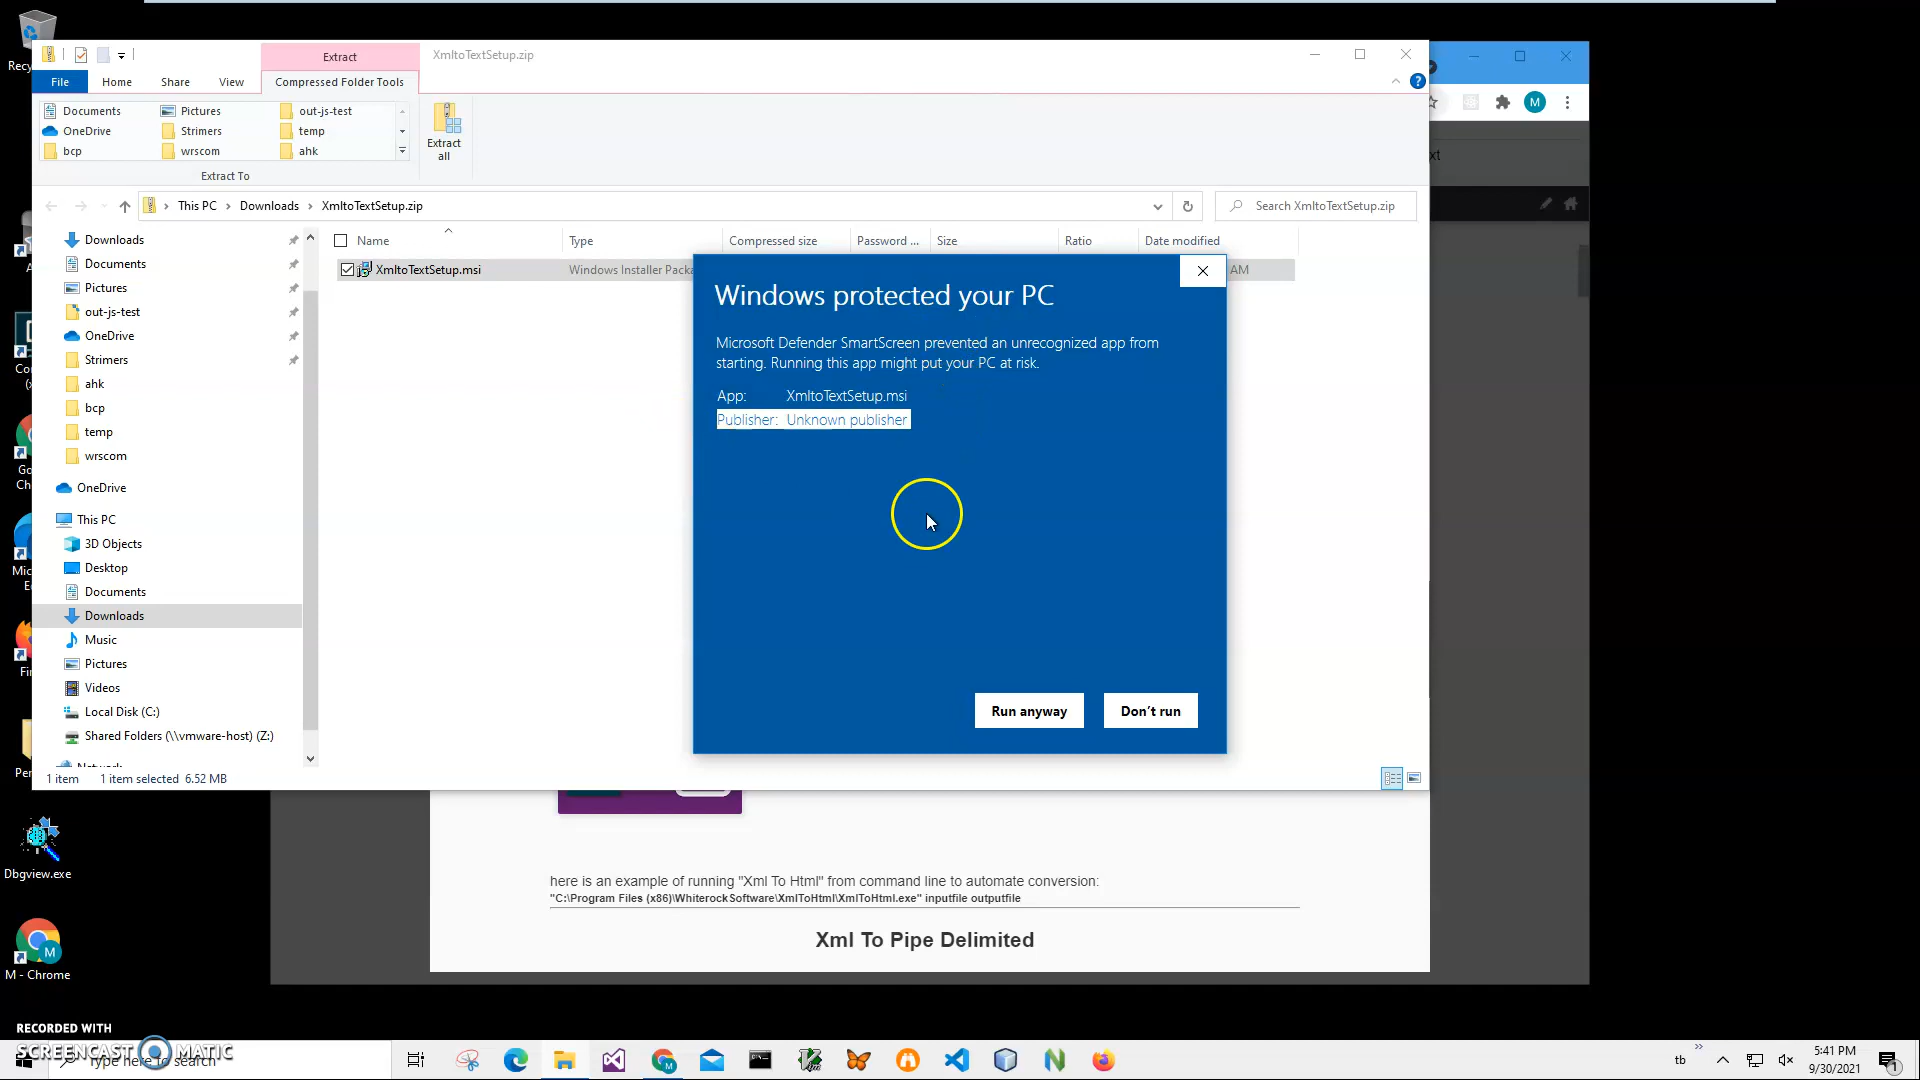 Extract
XmltoTextSetup.zip
File
Home
Share
View
Compressed Folder Tools
Documents
Pictures
out-js-test
OneDrive
Strimers
temp
bcp
wrscom
ahk
Extract
all
Extract To
This PC > Downloads > XmltoTextSetup.zip
Search XmltoTextSetup.zip
Name
Type
Compressed size
Password ...
Size
Ratio
Date modified
XmltoTextSetup.msi
Windows Installer Packa
AM
Downloads
Documents
Pictures
out-js-test
OneDrive
Strimers
ahk
bcp
temp
wrscom
OneDrive
This PC
3D Objects
Desktop
Documents
Downloads
Music
Pictures
Videos
Local Disk (C:)
Shared Folders (\\vmware-host) (Z:)
1 item
1 item selected 6.52 MB
Windows protected your PC
Microsoft Defender SmartScreen prevented an unrecognized app from
starting. Running this app might put your PC at risk.
App: XmltoTextSetup.msi
Publisher: Unknown publisher
Run anyway
Don't run
M
xt
here is an example of running "Xml To Html" from command line to automate conversion:
"C:\Program Files (x86)\WhiterockSoftware\XmlToHtml\XmlToHtml.exe" inputfile outputfile
Xml To Pipe Delimited
Dbgview.exe
M
M - Chrome
RECORDED WITH
SCREENCAST MATIC
Type here to search
tb
5:41 PM
9/30/2021
1